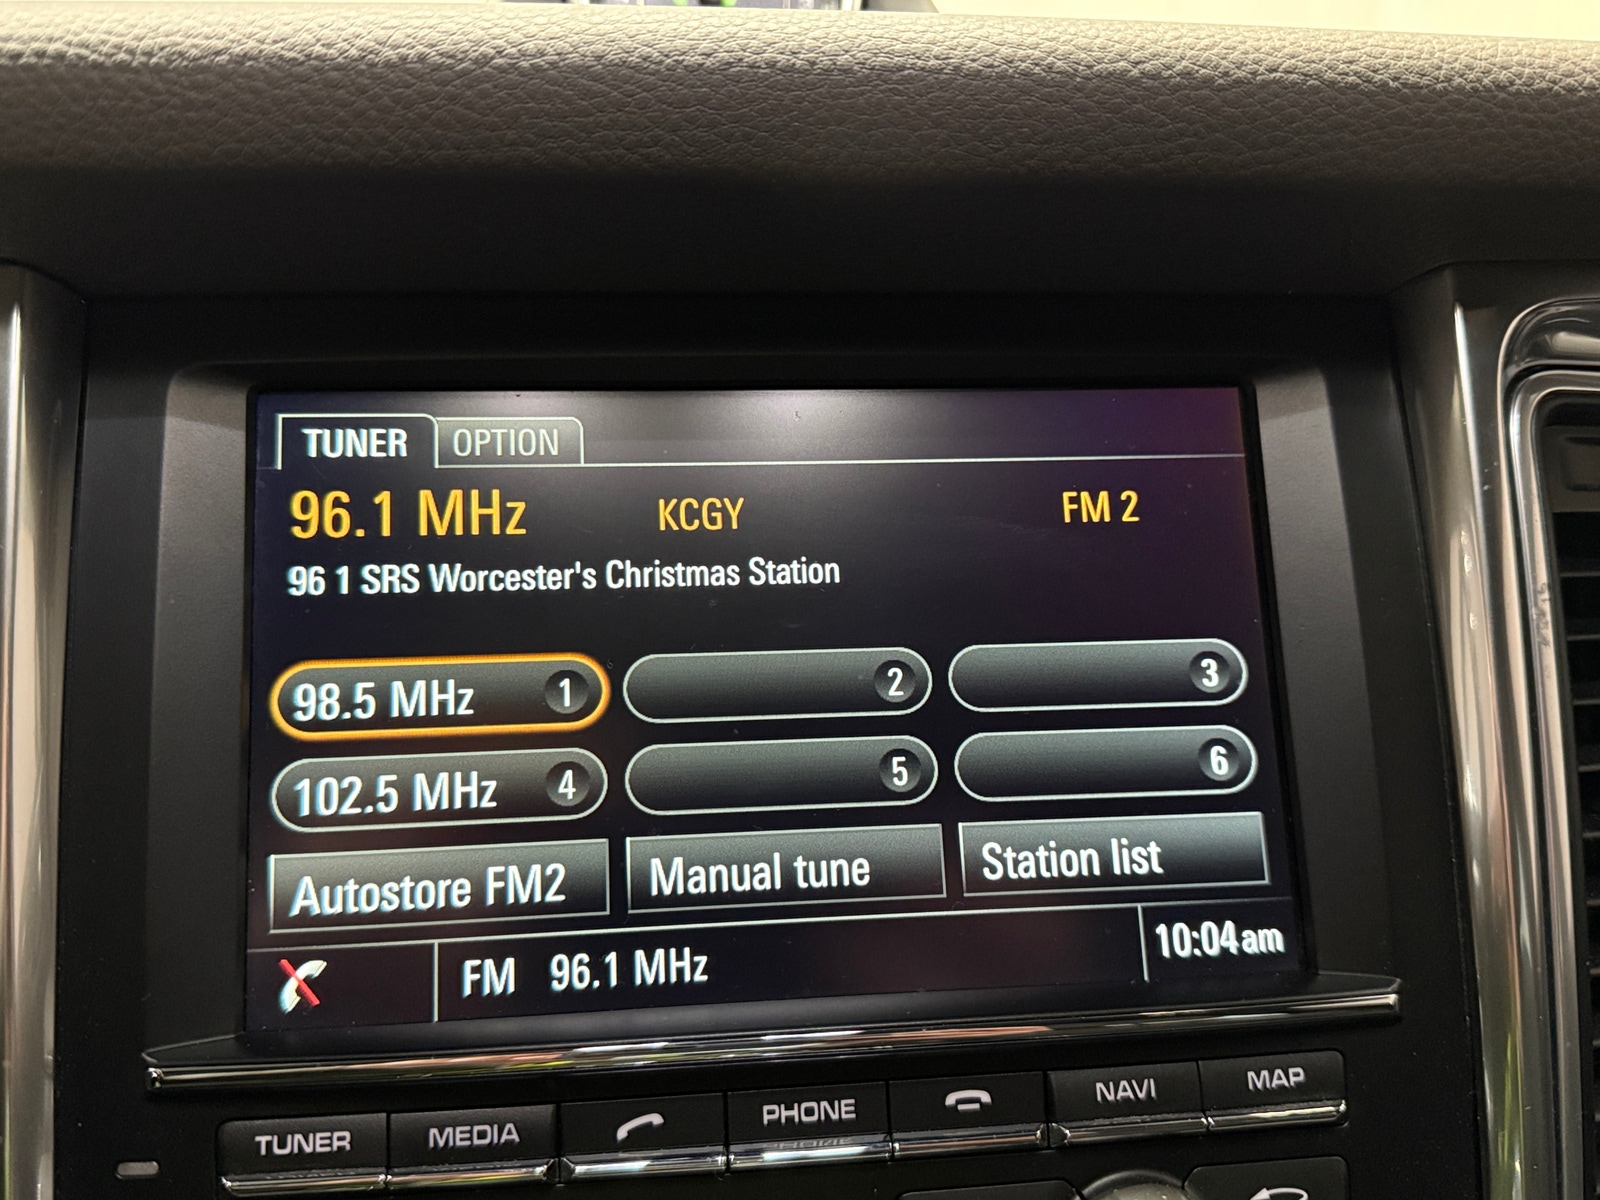 TUNER OPTION
96.1 MHz KCGY FM 2
96 1 SRS Worcester's Christmas Station
98.5 MHz 1 2 3
102.5 MHz 4 5 6
Autostore FM2 Manual tune Station list
FM 96.1 MHz 10:04am
TUNER MEDIA PHONE NAVI MAP